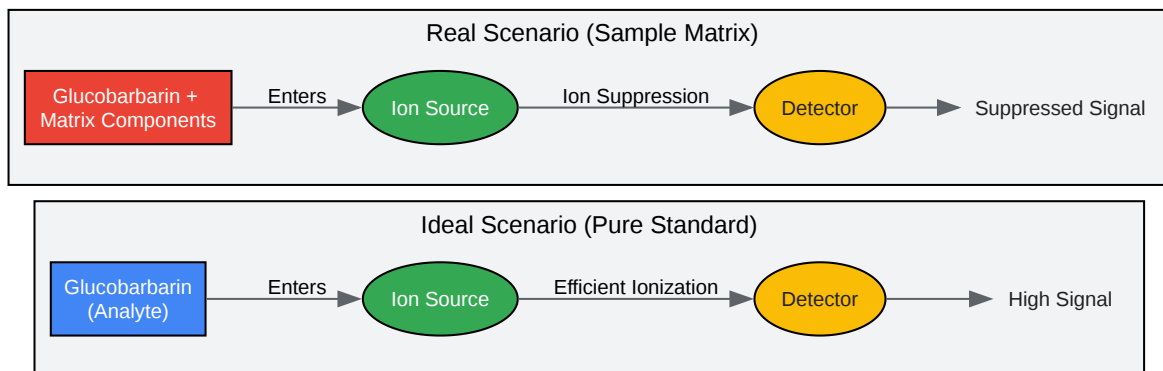 Real Scenario (Sample Matrix)
Glucobarbarin +
Matrix Components
Enters
Ion Source
Ion Suppression
Detector
Suppressed Signal
Ideal Scenario (Pure Standard)
Glucobarbarin
(Analyte)
Enters
Ion Source
Efficient Ionization
Detector
High Signal